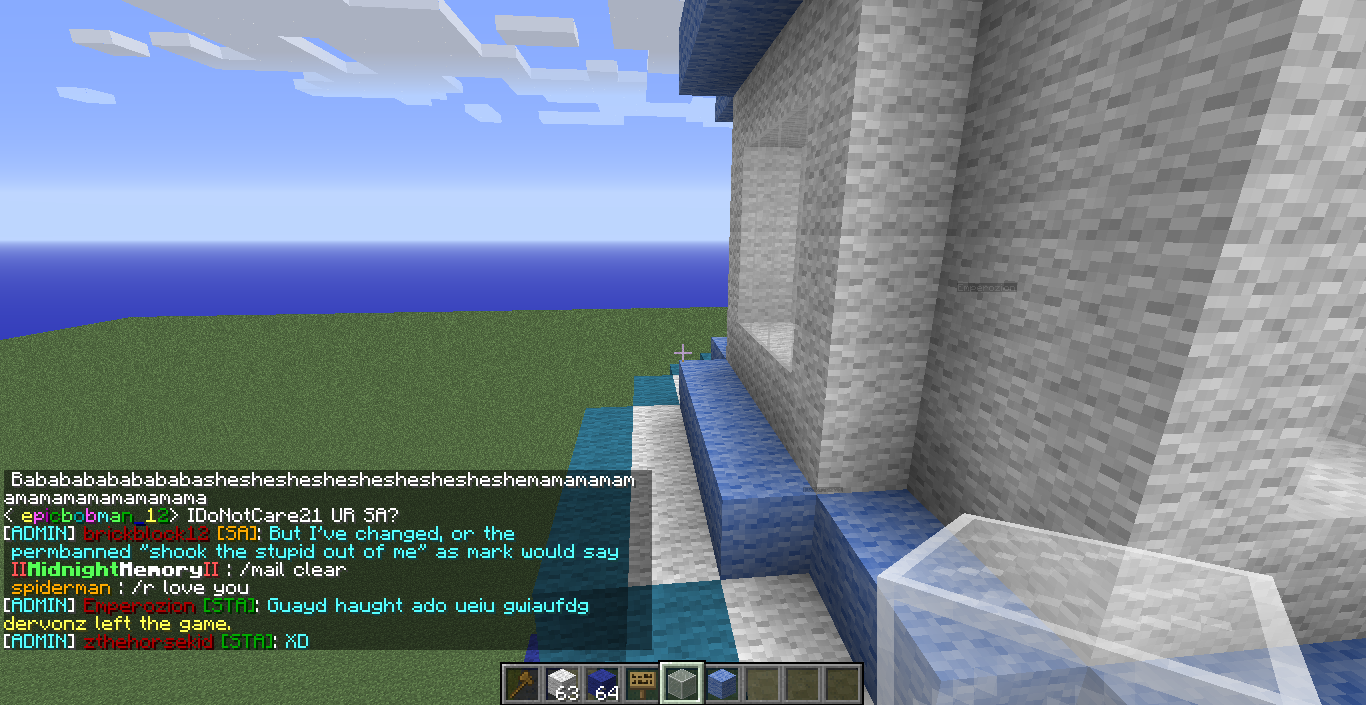 Emperozion
Babababababababashesheshesheshesheshesheshesheshemamamamam
amamamamamamamama
< epicbobman_12> IDoNotCare21 UR SA?
[ADMIN] brickblock12 [SA]: But I've changed, or the
permbanned "shook the stupid out of me" as mark would say
IIMidnightMemoryII : /mail clear
spiderman : /r love you
[ADMIN] Emperozion [STA]: Guayd haught ado ueiu gwiaufdg
dervonz left the game.
[ADMIN] zthehorsekid [STA]: XD
63 64